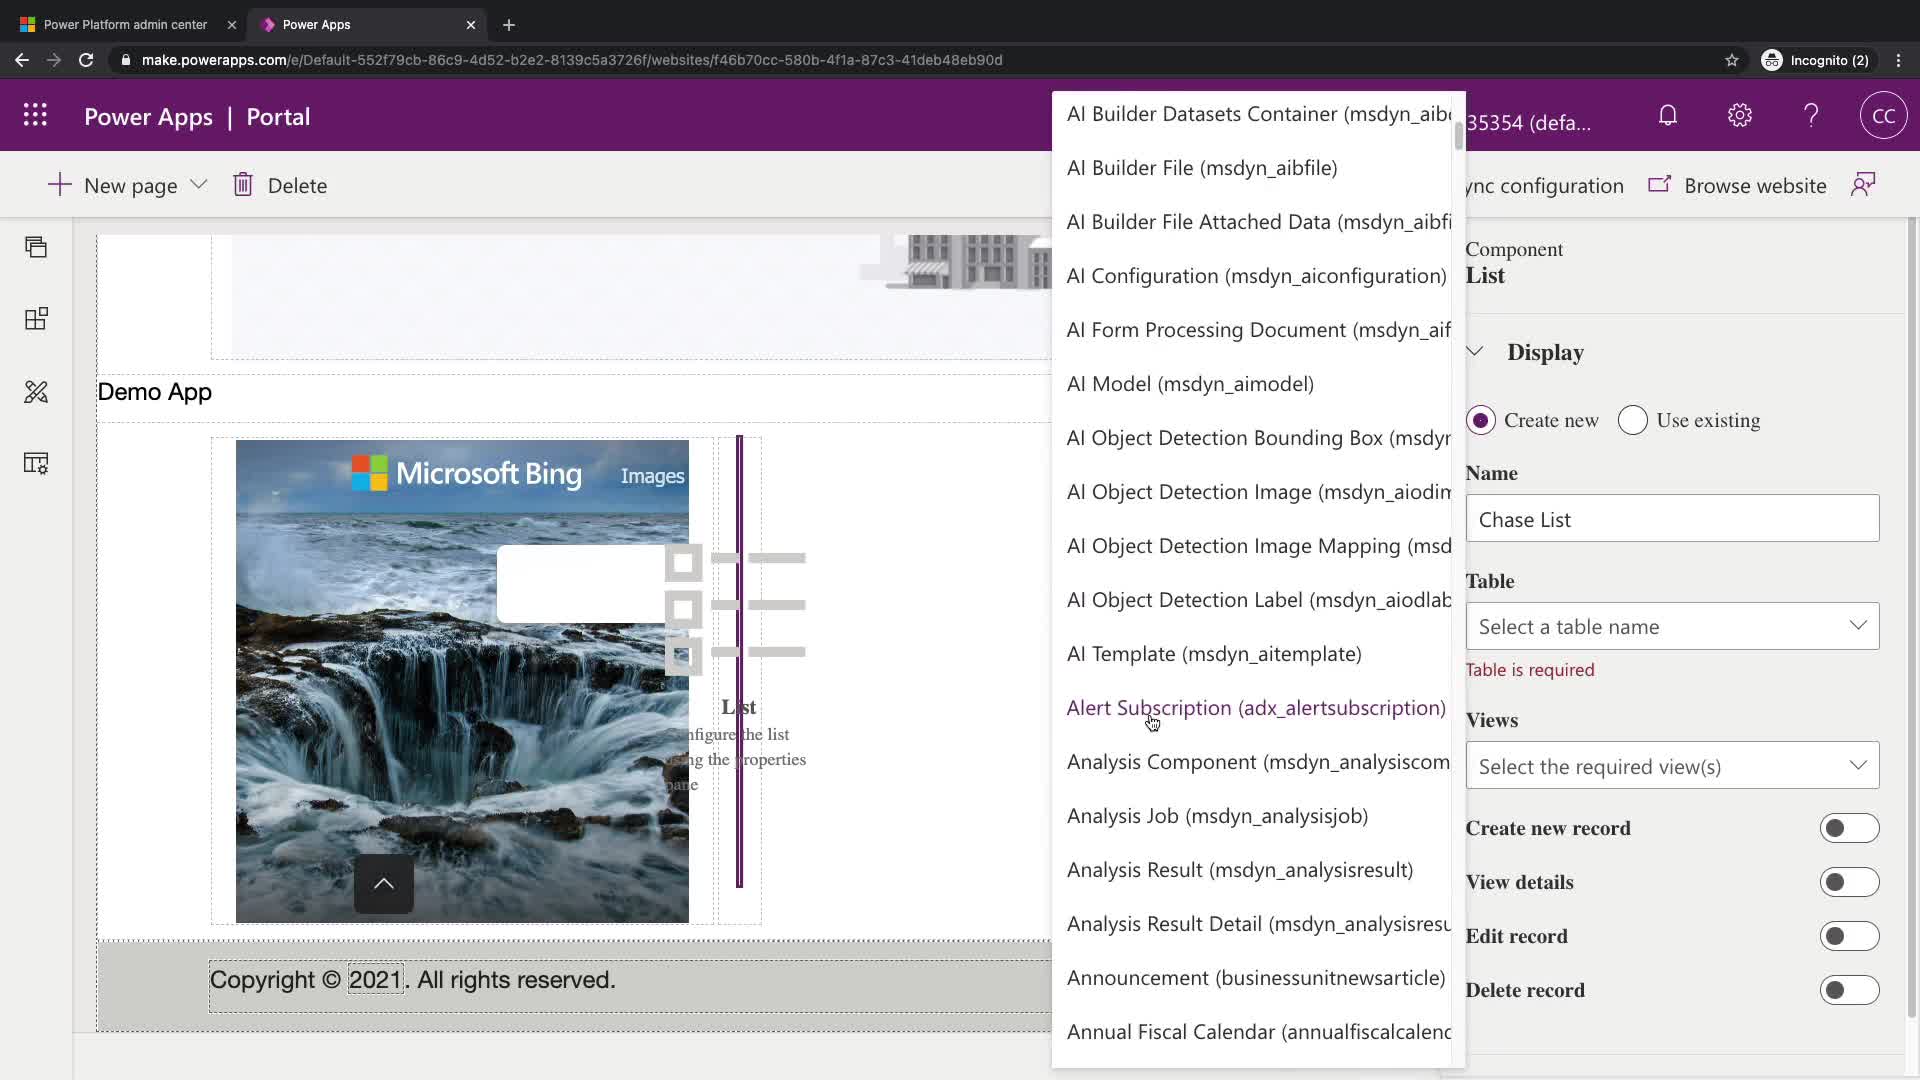 Power Platform admin center
Power Apps
make.powerapps.com/e/Default-552f79cb-86c9-4d52-b2e2-8139c5a3726f/websites/f46b70cc-580b-4f1a-87c3-41deb48eb90d
Incognito (2)
Power Apps | Portal
35354 (defa...
CC
New page
Delete
ync configuration
Browse website
AI Builder Datasets Container (msdyn_aibd
AI Builder File (msdyn_aibfile)
AI Builder File Attached Data (msdyn_aibfi
AI Configuration (msdyn_aiconfiguration)
AI Form Processing Document (msdyn_aif
AI Model (msdyn_aimodel)
AI Object Detection Bounding Box (msdyn
AI Object Detection Image (msdyn_aiodim
AI Object Detection Image Mapping (msd
AI Object Detection Label (msdyn_aiodlab
AI Template (msdyn_aitemplate)
Alert Subscription (adx_alertsubscription)
Analysis Component (msdyn_analysiscom
Analysis Job (msdyn_analysisjob)
Analysis Result (msdyn_analysisresult)
Analysis Result Detail (msdyn_analysisresu
Announcement (businessunitnewsarticle)
Annual Fiscal Calendar (annualfiscalcalend
Demo App
Microsoft Bing
Images
List
nfigure the list
ng the properties
pane
Copyright © 2021. All rights reserved.
Component
List
Display
Create new
Use existing
Name
Chase List
Table
Select a table name
Table is required
Views
Select the required view(s)
Create new record
View details
Edit record
Delete record